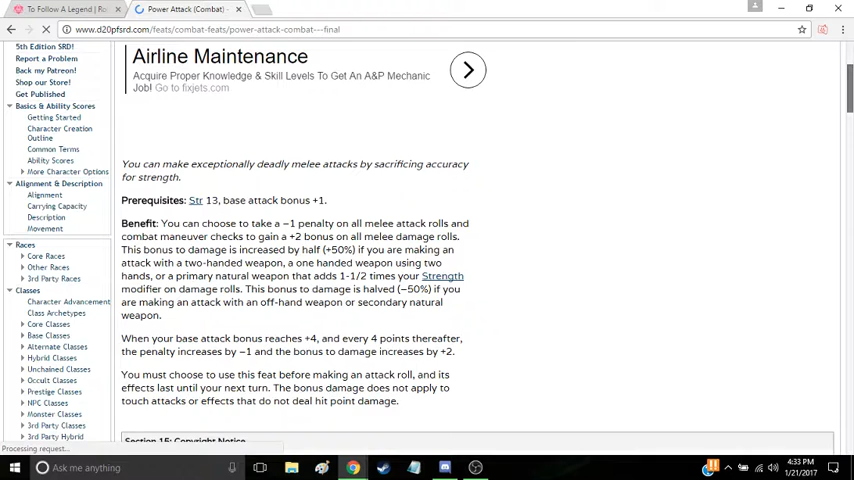 To Follow A Legend | Ro
Power Attack (Combat) -
www.d20pfsrd.com/feats/combat-feats/power-attack-combat---final
5th Edition SRD!
Report a Problem
Back my Patreon!
Shop our Store!
Get Published
Basics & Ability Scores
Getting Started
Character Creation
Outline
Common Terms
Ability Scores
More Character Options
Alignment & Description
Alignment
Carrying Capacity
Description
Movement
Races
Core Races
Other Races
3rd Party Races
Classes
Character Advancement
Class Archetypes
Core Classes
Base Classes
Alternate Classes
Hybrid Classes
Unchained Classes
Occult Classes
Prestige Classes
NPC Classes
Monster Classes
3rd Party Classes
3rd Party Hybrid
Airline Maintenance
Acquire Proper Knowledge & Skill Levels To Get An A&P Mechanic
Job! Go to fixjets.com
You can make exceptionally deadly melee attacks by sacrificing accuracy
for strength.
Prerequisites: Str 13, base attack bonus +1.
Benefit: You can choose to take a –1 penalty on all melee attack rolls and
combat maneuver checks to gain a +2 bonus on all melee damage rolls.
This bonus to damage is increased by half (+50%) if you are making an
attack with a two-handed weapon, a one handed weapon using two
hands, or a primary natural weapon that adds 1-1/2 times your Strength
modifier on damage rolls. This bonus to damage is halved (–50%) if you
are making an attack with an off-hand weapon or secondary natural
weapon.
When your base attack bonus reaches +4, and every 4 points thereafter,
the penalty increases by –1 and the bonus to damage increases by +2.
You must choose to use this feat before making an attack roll, and its
effects last until your next turn. The bonus damage does not apply to
touch attacks or effects that do not deal hit point damage.
Section 15: Copyright Notice
Processing request...
Ask me anything
4:33 PM
1/21/2017